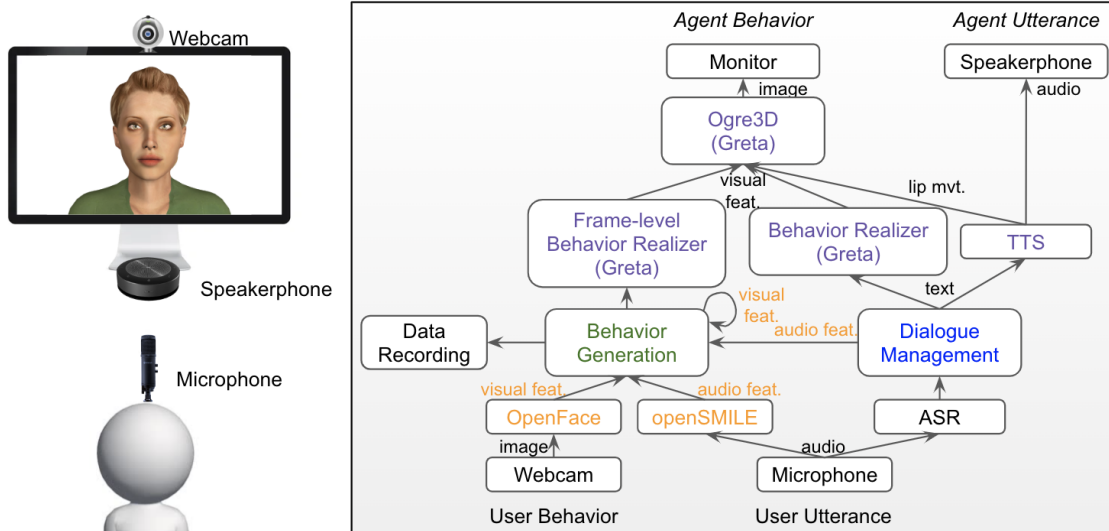 Webcam
Speakerphone
Microphone
Agent Behavior
Agent Utterance
Monitor
Speakerphone
image
audio
Ogre3D
(Greta)
visual
feat.
lip mvt.
Frame-level
Behavior Realizer
(Greta)
Behavior Realizer
(Greta)
TTS
text
visual
feat.
Data
Recording
Behavior
Generation
audio feat.
Dialogue
Management
visual feat.
audio feat.
OpenFace
openSMILE
ASR
image
audio
Webcam
Microphone
User Behavior
User Utterance